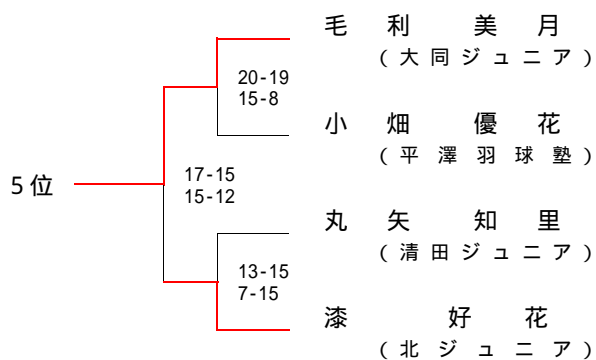 毛利 美月
(大同ジュニア)
20-19
15-8
小畑 優花
(平澤羽球塾)
5位
17-15
15-12
丸矢 知里
(清田ジュニア)
13-15
7-15
漆 好花
(北ジュニア)